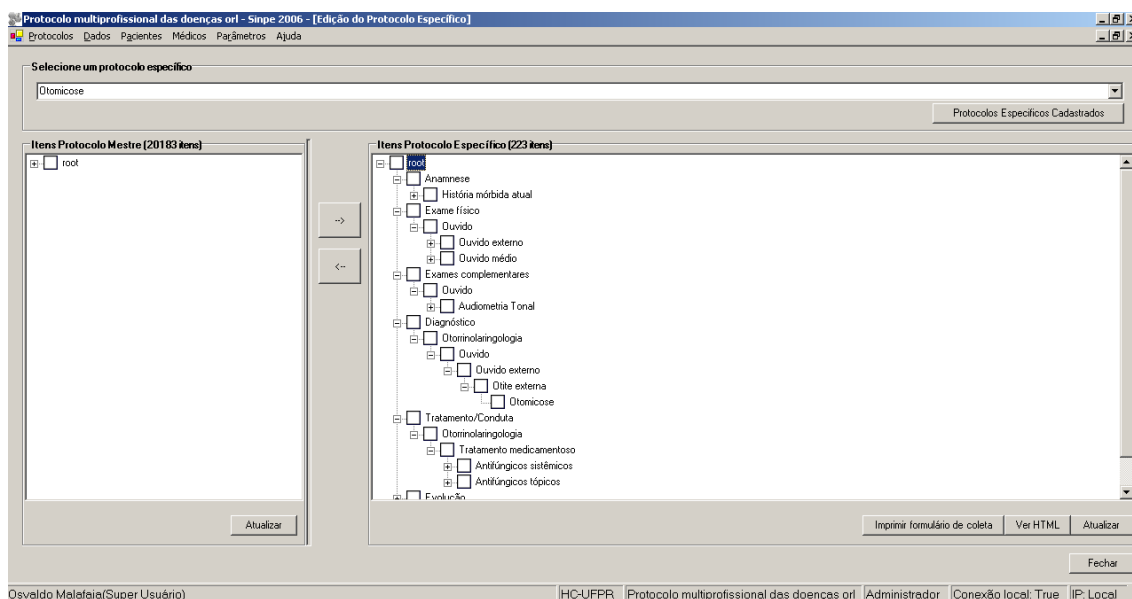 Protocolo multiprofissional das doenças orl - Sinpe 2006 - [Edição do Protocolo Específico]
Protocolos Dados Pacientes Médicos Parâmetros Ajuda
Selecione um protocolo específico
Otomicose
Protocolos Especificos Cadastrados
Itens Protocolo Mestre (20183 itens)
root
Atualizar
-->
<--
Itens Protocolo Específico (223 itens)
root
Anamnese
História mórbida atual
Exame físico
Ouvido
Ouvido externo
Ouvido médio
Exames complementares
Ouvido
Audiometria Tonal
Diagnóstico
Otorrinolaringologia
Ouvido
Ouvido externo
Otite externa
Otomicose
Tratamento/Conduta
Otorrinolaringologia
Tratamento medicamentoso
Antifúngicos sistêmicos
Antifúngicos tópicos
Evolução
Imprimir formulário de coleta Ver HTML Atualizar
Fechar
Osvaldo Malafaia(Super Usuário) HC-UFPR Protocolo multiprofissional das doenças orl Administrador Conexão local: True IP: Local